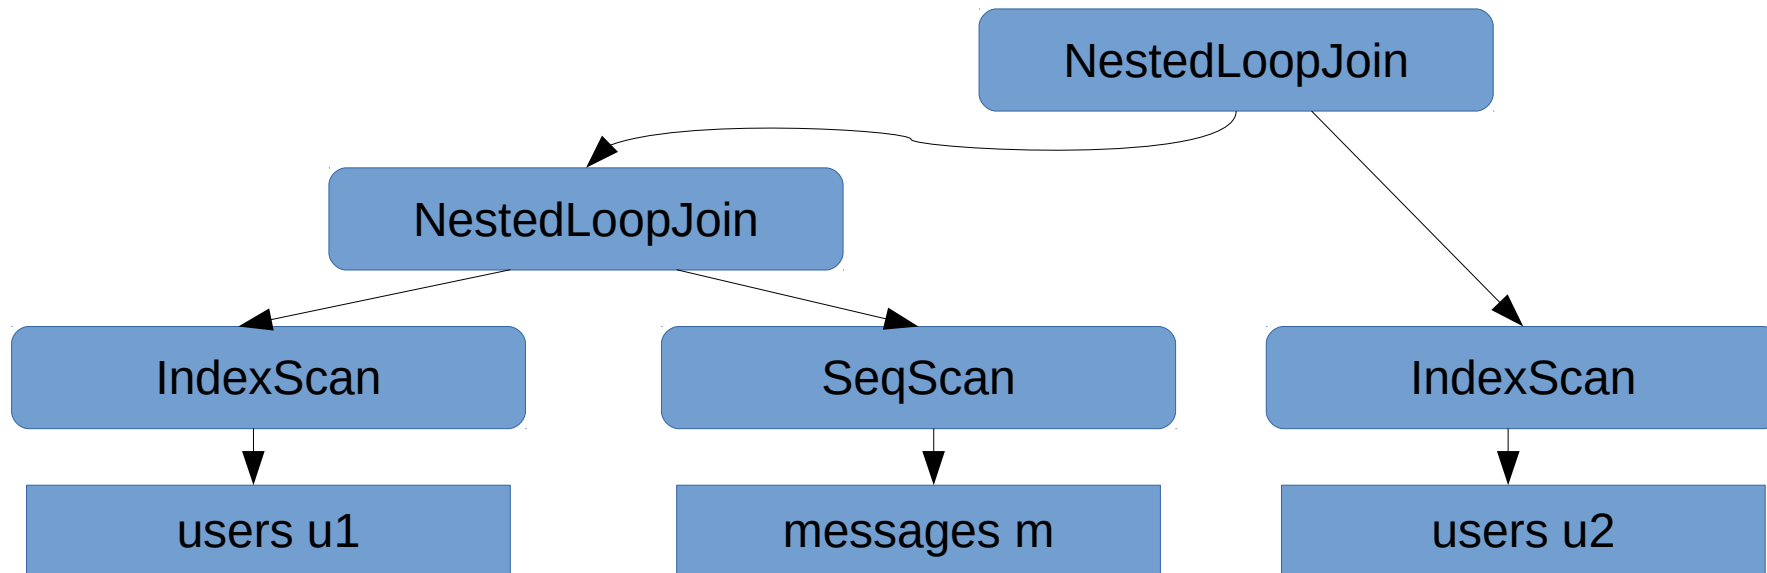 NestedLoopJoin
NestedLoopJoin
IndexScan
SeqScan
IndexScan
users u1
messages m
users u2